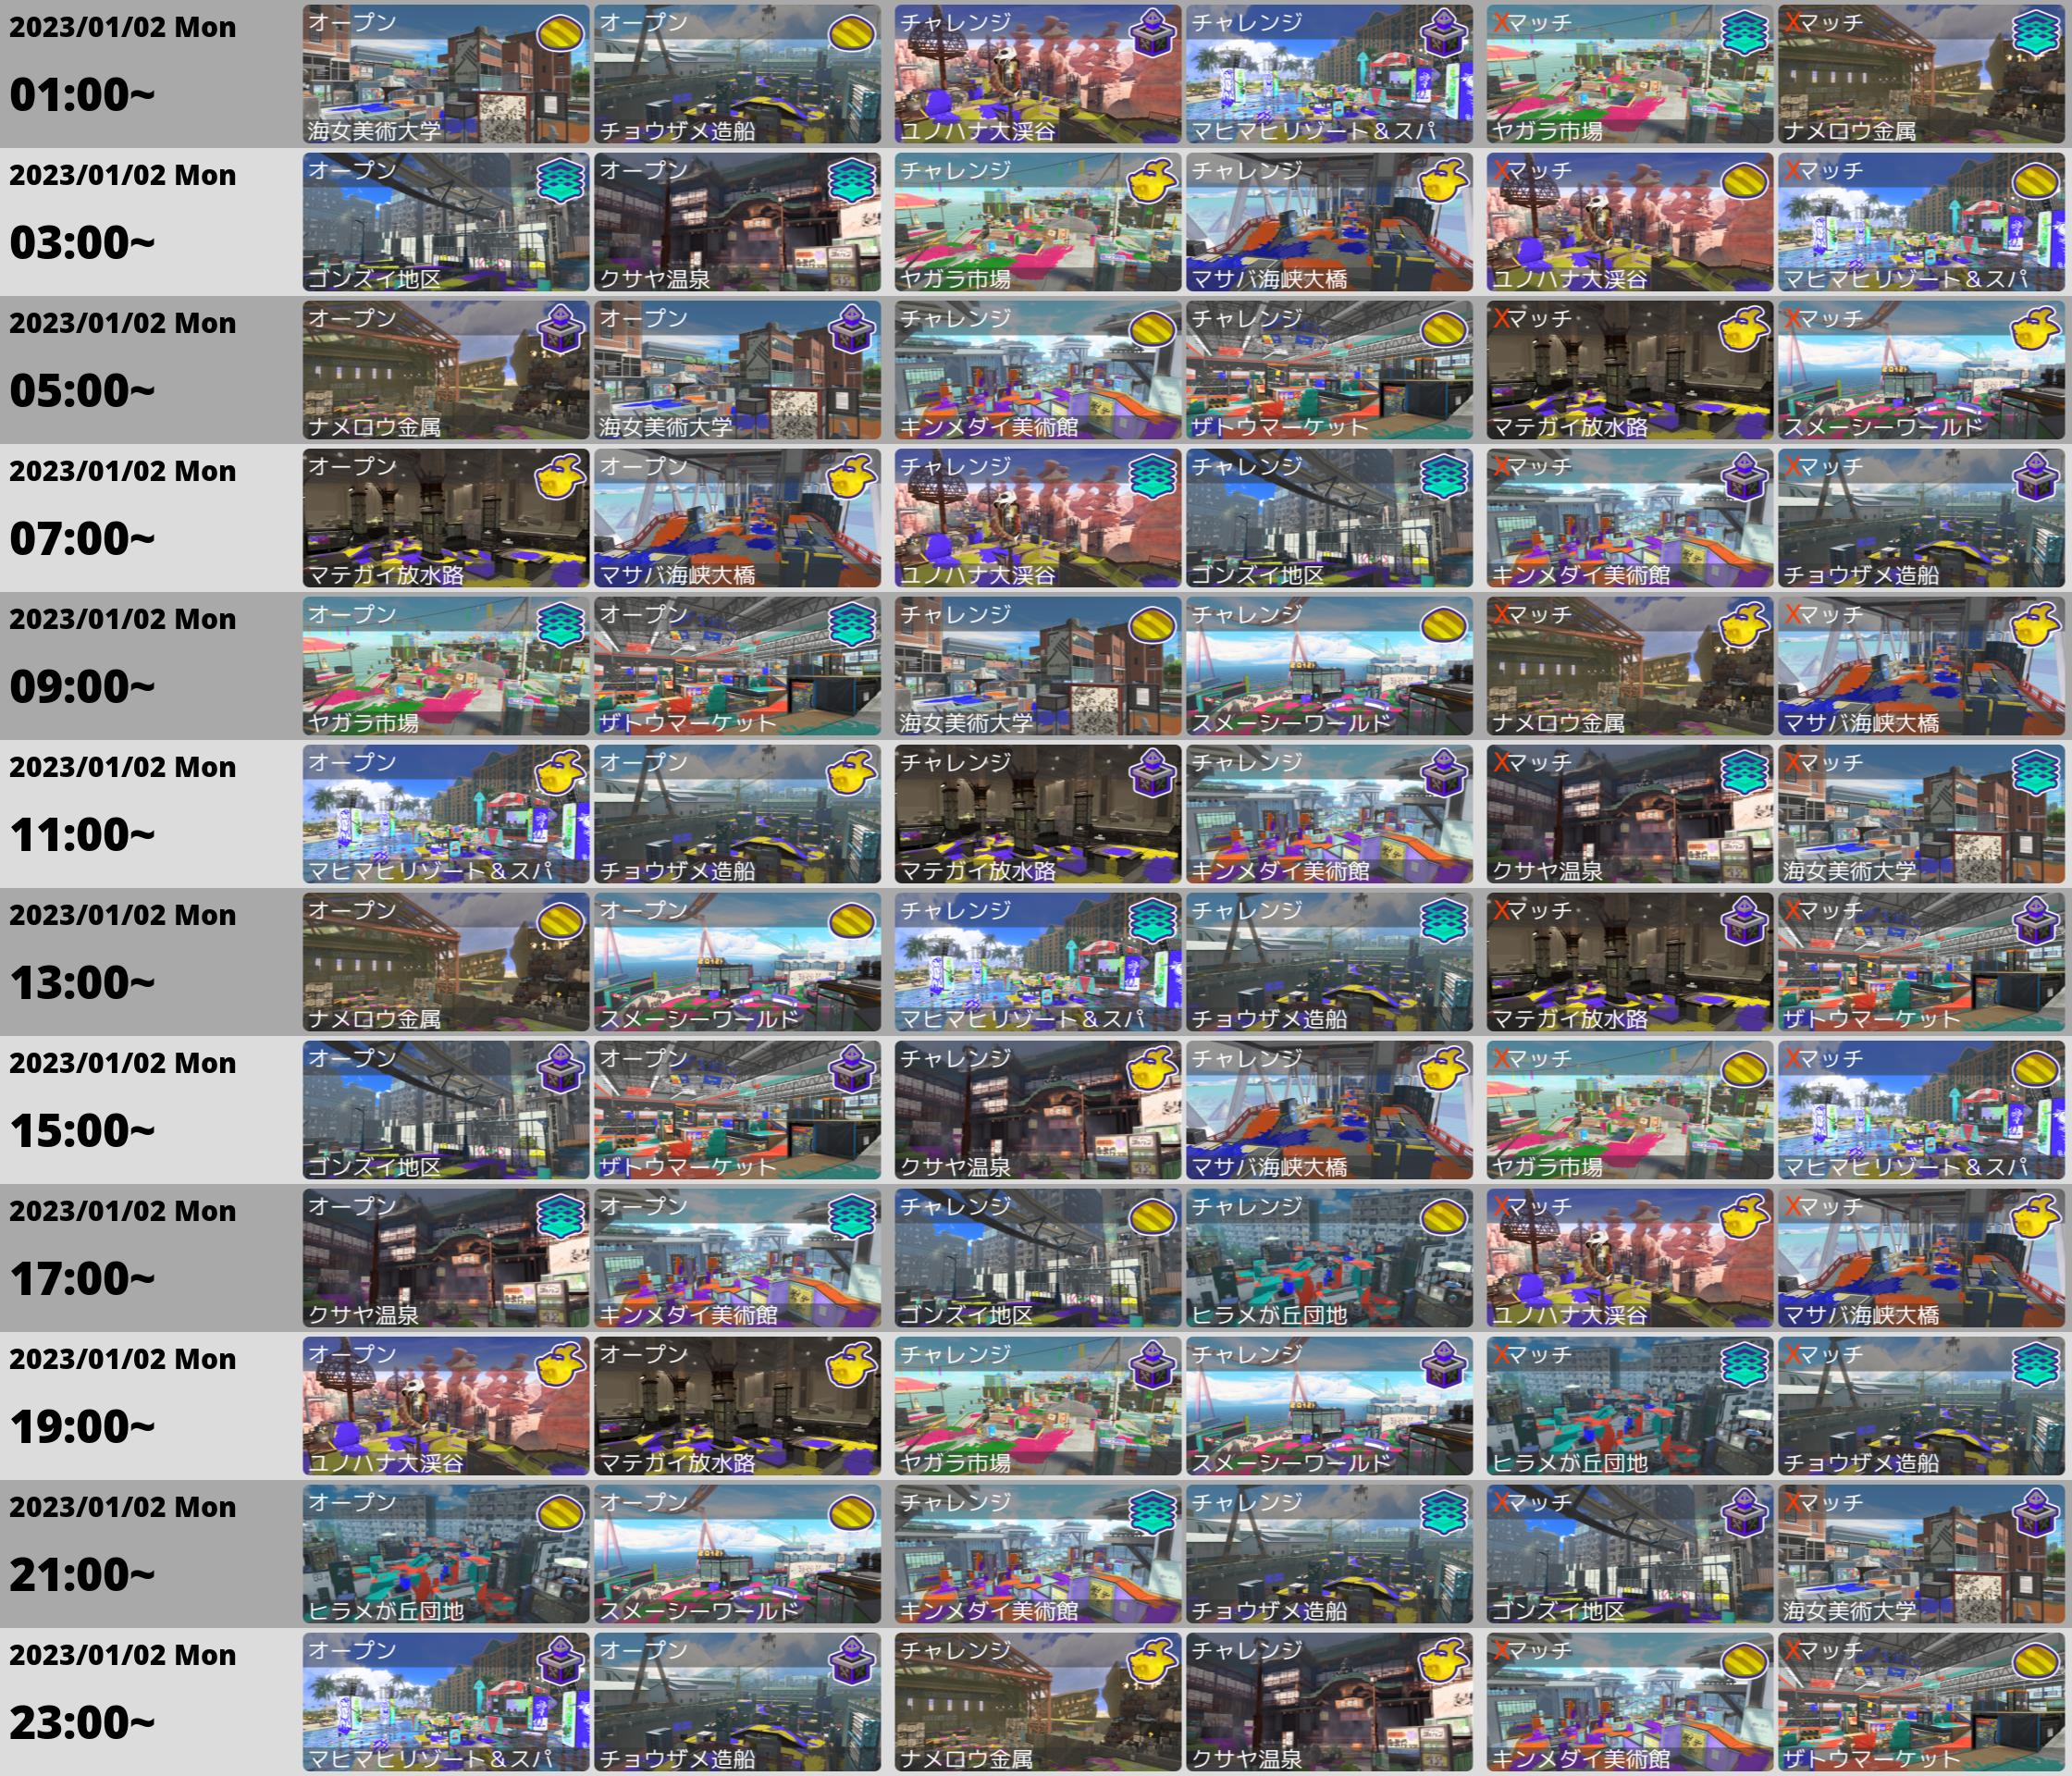 2023/01/02 Mon
01:00~
オープン オープン チャレンジ チャレンジ Xマッチ Xマッチ
海女美術大学 チョウザメ造船 ユノハナ大渓谷 マヒマヒリゾート＆スパ ヤガラ市場 ナメロウ金属
2023/01/02 Mon
03:00~
オープン オープン チャレンジ チャレンジ Xマッチ Xマッチ
ゴンズイ地区 クサヤ温泉 ヤガラ市場 マサバ海峡大橋 ユノハナ大渓谷 マヒマヒリゾート＆スパ
2023/01/02 Mon
05:00~
オープン オープン チャレンジ チャレンジ Xマッチ Xマッチ
ナメロウ金属 海女美術大学 キンメダイ美術館 ザトウマーケット マテガイ放水路 スメーシーワールド
2023/01/02 Mon
07:00~
オープン オープン チャレンジ チャレンジ Xマッチ Xマッチ
マテガイ放水路 マサバ海峡大橋 ユノハナ大渓谷 ゴンズイ地区 キンメダイ美術館 チョウザメ造船
2023/01/02 Mon
09:00~
オープン オープン チャレンジ チャレンジ Xマッチ Xマッチ
ヤガラ市場 ザトウマーケット 海女美術大学 スメーシーワールド ナメロウ金属 マサバ海峡大橋
2023/01/02 Mon
11:00~
オープン オープン チャレンジ チャレンジ Xマッチ Xマッチ
マヒマヒリゾート＆スパ チョウザメ造船 マテガイ放水路 キンメダイ美術館 クサヤ温泉 海女美術大学
2023/01/02 Mon
13:00~
オープン オープン チャレンジ チャレンジ Xマッチ Xマッチ
ナメロウ金属 スメーシーワールド マヒマヒリゾート＆スパ チョウザメ造船 マテガイ放水路 ザトウマーケット
2023/01/02 Mon
15:00~
オープン オープン チャレンジ チャレンジ Xマッチ Xマッチ
ゴンズイ地区 ザトウマーケット クサヤ温泉 マサバ海峡大橋 ヤガラ市場 マヒマヒリゾート＆スパ
2023/01/02 Mon
17:00~
オープン オープン チャレンジ チャレンジ Xマッチ Xマッチ
クサヤ温泉 キンメダイ美術館 ゴンズイ地区 ヒラメが丘団地 ユノハナ大渓谷 マサバ海峡大橋
2023/01/02 Mon
19:00~
オープン オープン チャレンジ チャレンジ Xマッチ Xマッチ
ユノハナ大渓谷 マテガイ放水路 ヤガラ市場 スメーシーワールド ヒラメが丘団地 チョウザメ造船
2023/01/02 Mon
21:00~
オープン オープン チャレンジ チャレンジ Xマッチ Xマッチ
ヒラメが丘団地 スメーシーワールド キンメダイ美術館 チョウザメ造船 ゴンズイ地区 海女美術大学
2023/01/02 Mon
23:00~
オープン オープン チャレンジ チャレンジ Xマッチ Xマッチ
マヒマヒリゾート＆スパ チョウザメ造船 ナメロウ金属 クサヤ温泉 キンメダイ美術館 ザトウマーケット